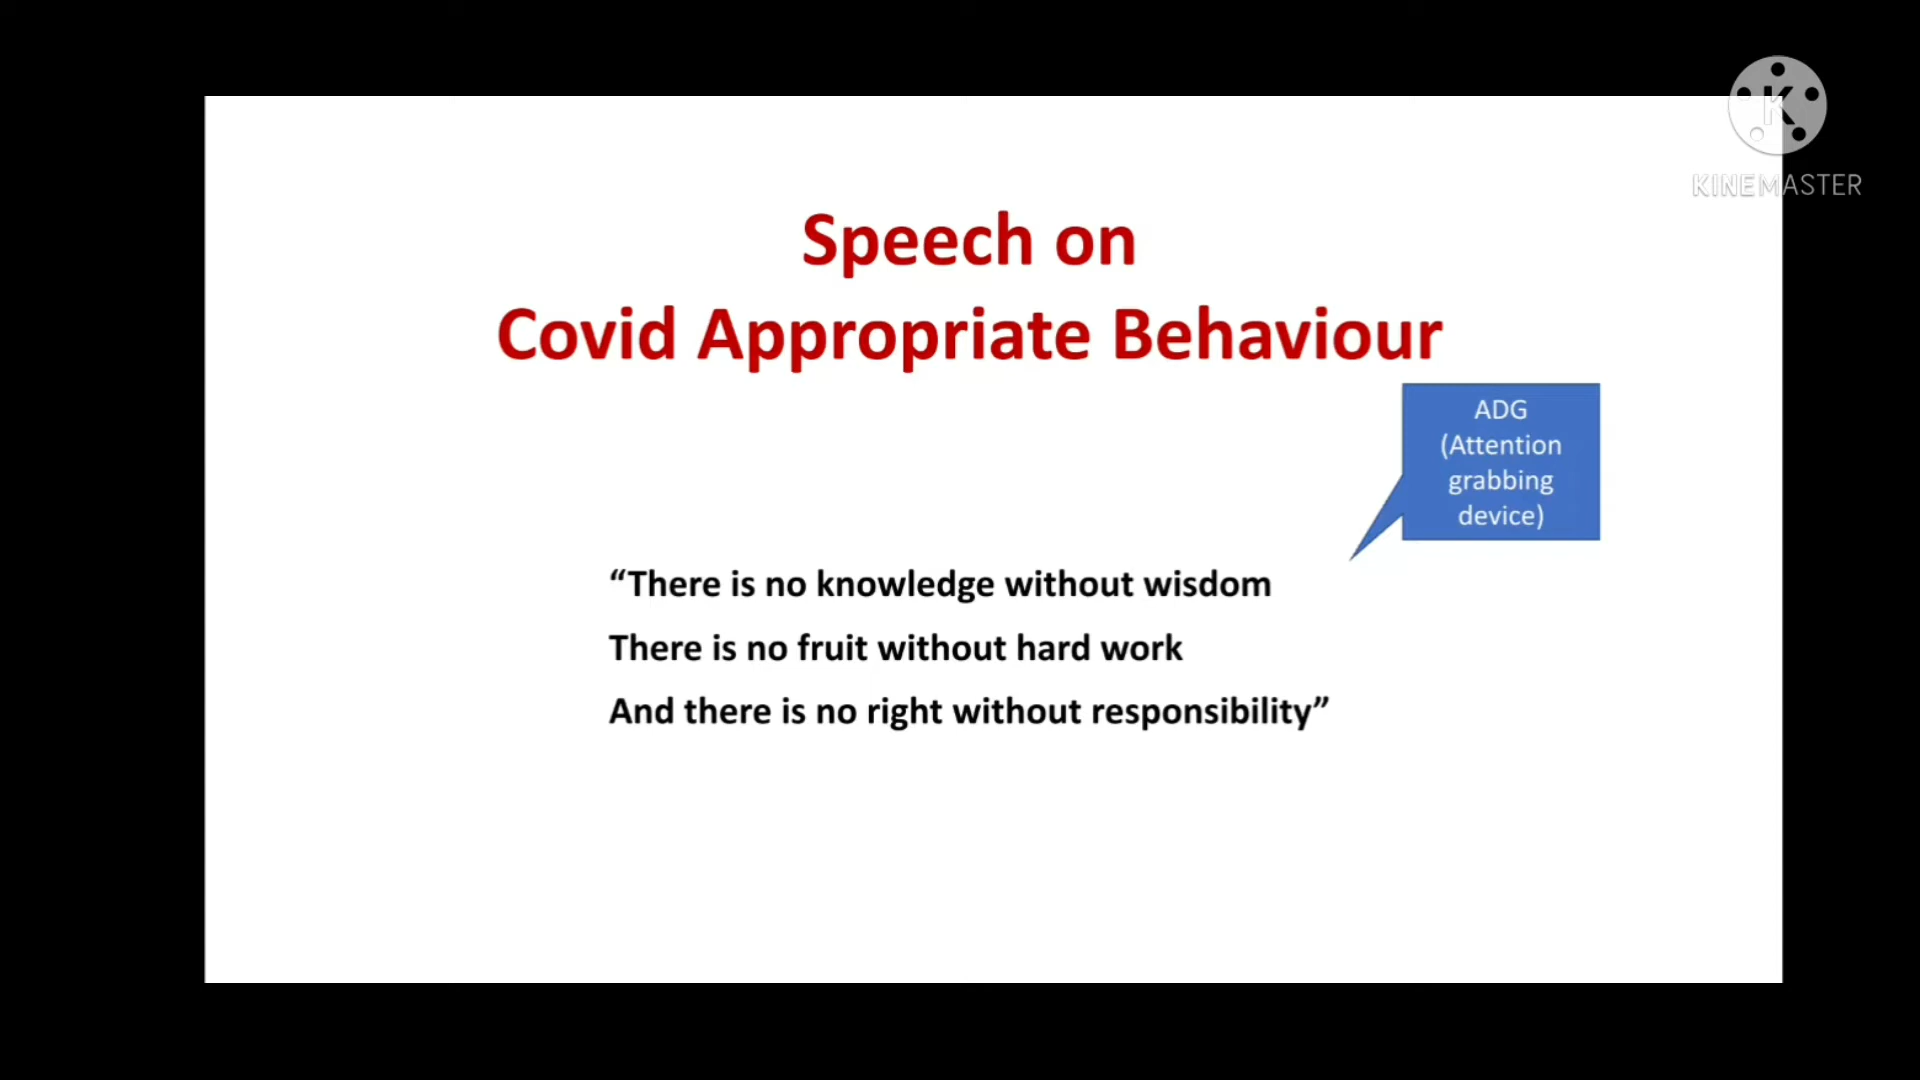 K
KINEMASTER
Speech on
Covid Appropriate Behaviour
ADG
(Attention
grabbing
device)
“There is no knowledge without wisdom
There is no fruit without hard work
And there is no right without responsibility”